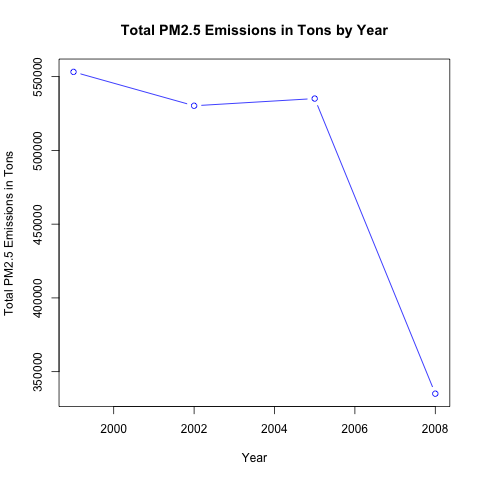 Total PM2.5 Emissions in Tons by Year
Total PM2.5 Emissions in Tons
550000
500000
450000
400000
350000
2000 2002 2004 2006 2008
Year